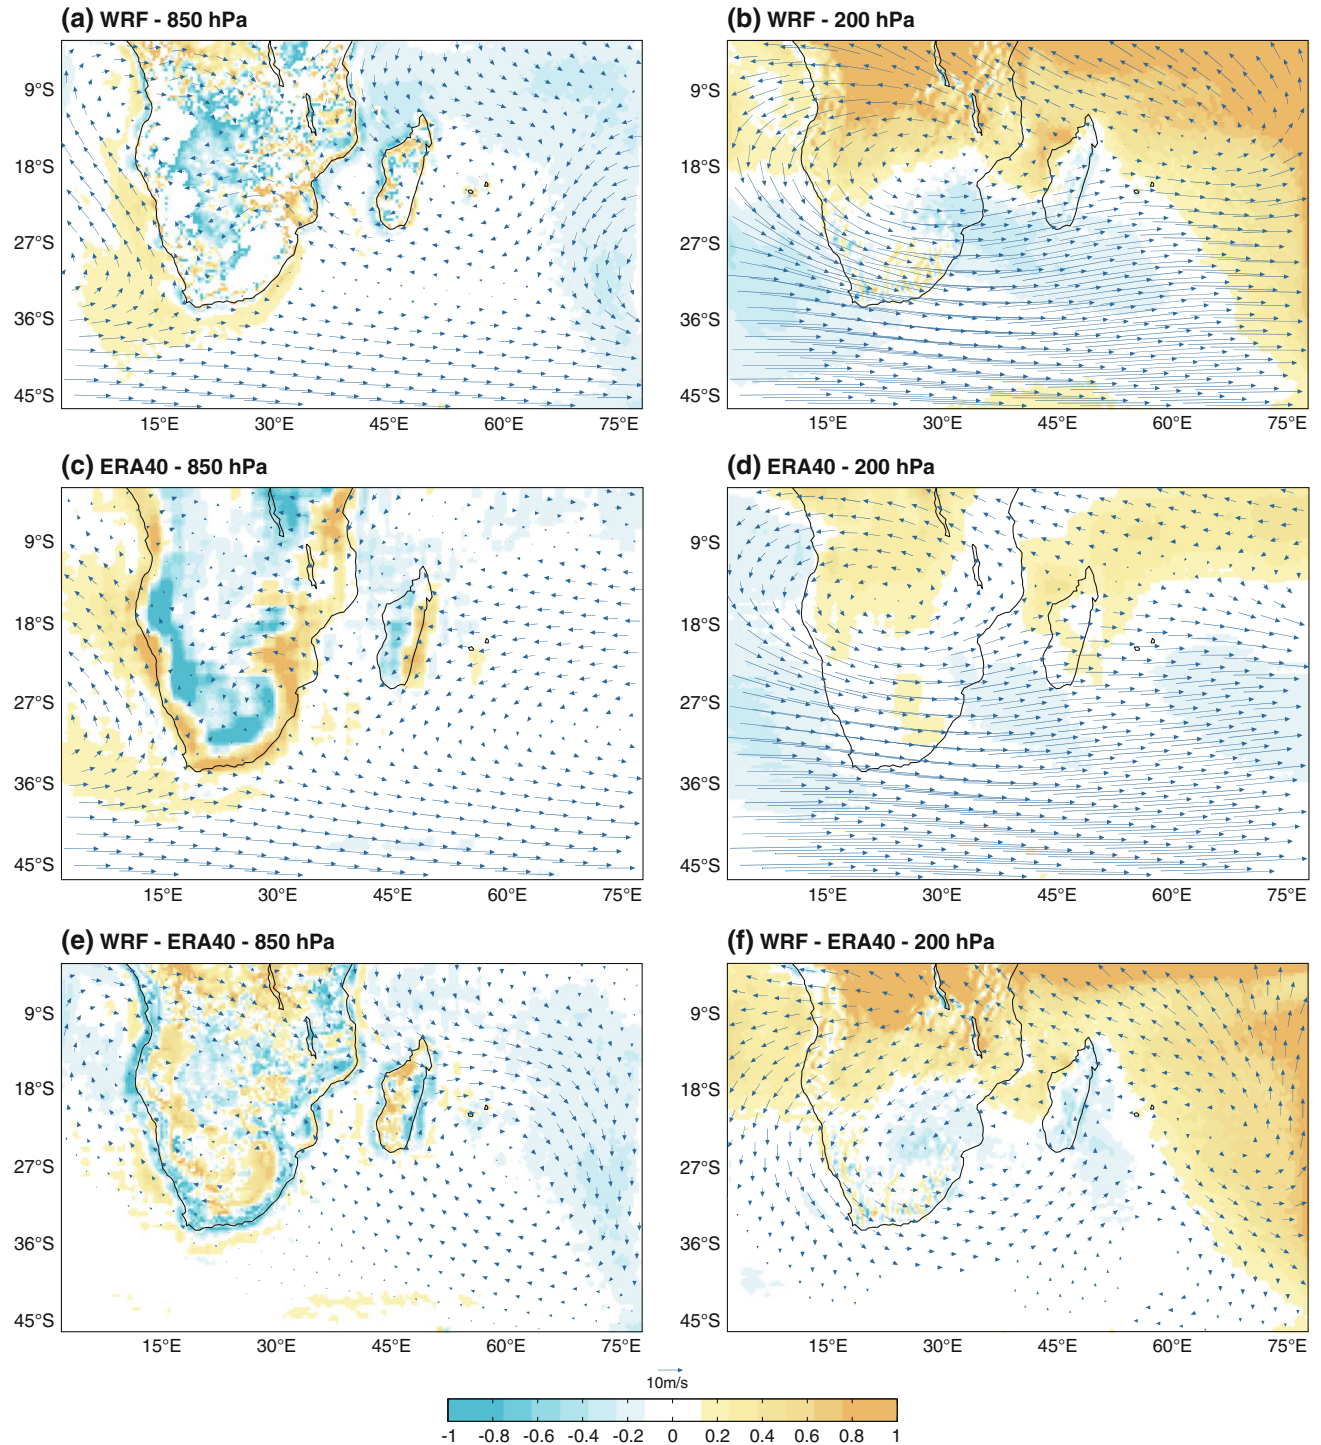 (a) WRF - 850 hPa
(b) WRF - 200 hPa
9°S
18°S
27°S
36°S
45°S
15°E 30°E 45°E 60°E 75°E
9°S
18°S
27°S
36°S
45°S
15°E 30°E 45°E 60°E 75°E
(c) ERA40 - 850 hPa
(d) ERA40 - 200 hPa
9°S
18°S
27°S
36°S
45°S
15°E 30°E 45°E 60°E 75°E
9°S
18°S
27°S
36°S
45°S
15°E 30°E 45°E 60°E 75°E
(e) WRF - ERA40 - 850 hPa
(f) WRF - ERA40 - 200 hPa
9°S
18°S
27°S
36°S
45°S
15°E 30°E 45°E 60°E 75°E
9°S
18°S
27°S
36°S
45°S
15°E 30°E 45°E 60°E 75°E
10m/s
-1 -0.8 -0.6 -0.4 -0.2 0 0.2 0.4 0.6 0.8 1